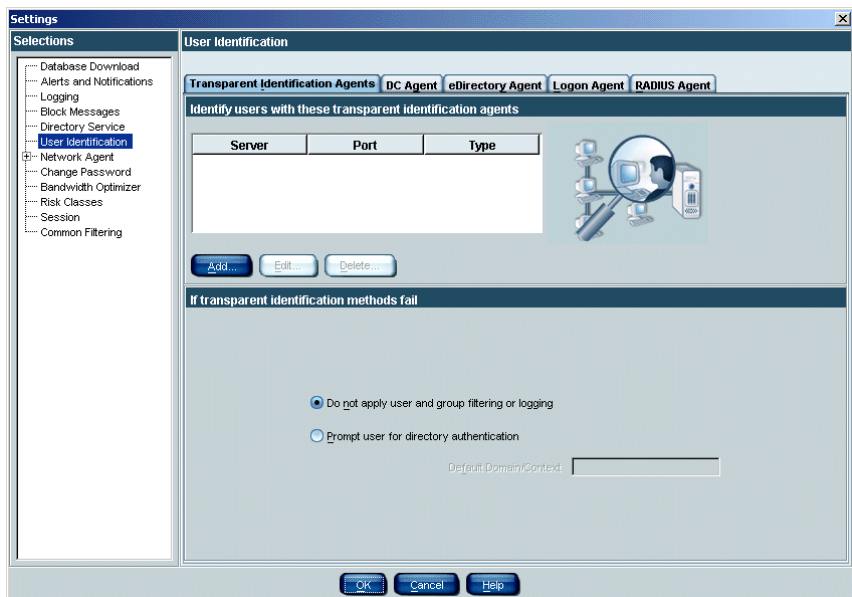 Settings
Selections
Database Download
Alerts and Notifications
Logging
Block Messages
Directory Service
User Identification
Network Agent
Change Password
Bandwidth Optimizer
Risk Classes
Session
Common Filtering
User Identification
Transparent Identification Agents DC Agent eDirectory Agent Logon Agent RADIUS Agent
Identify users with these transparent identification agents
Server Port Type
Add... Edit... Delete...
If transparent identification methods fail
Do not apply user and group filtering or logging
Prompt user for directory authentication
Default Domain/Context
OK Cancel Help